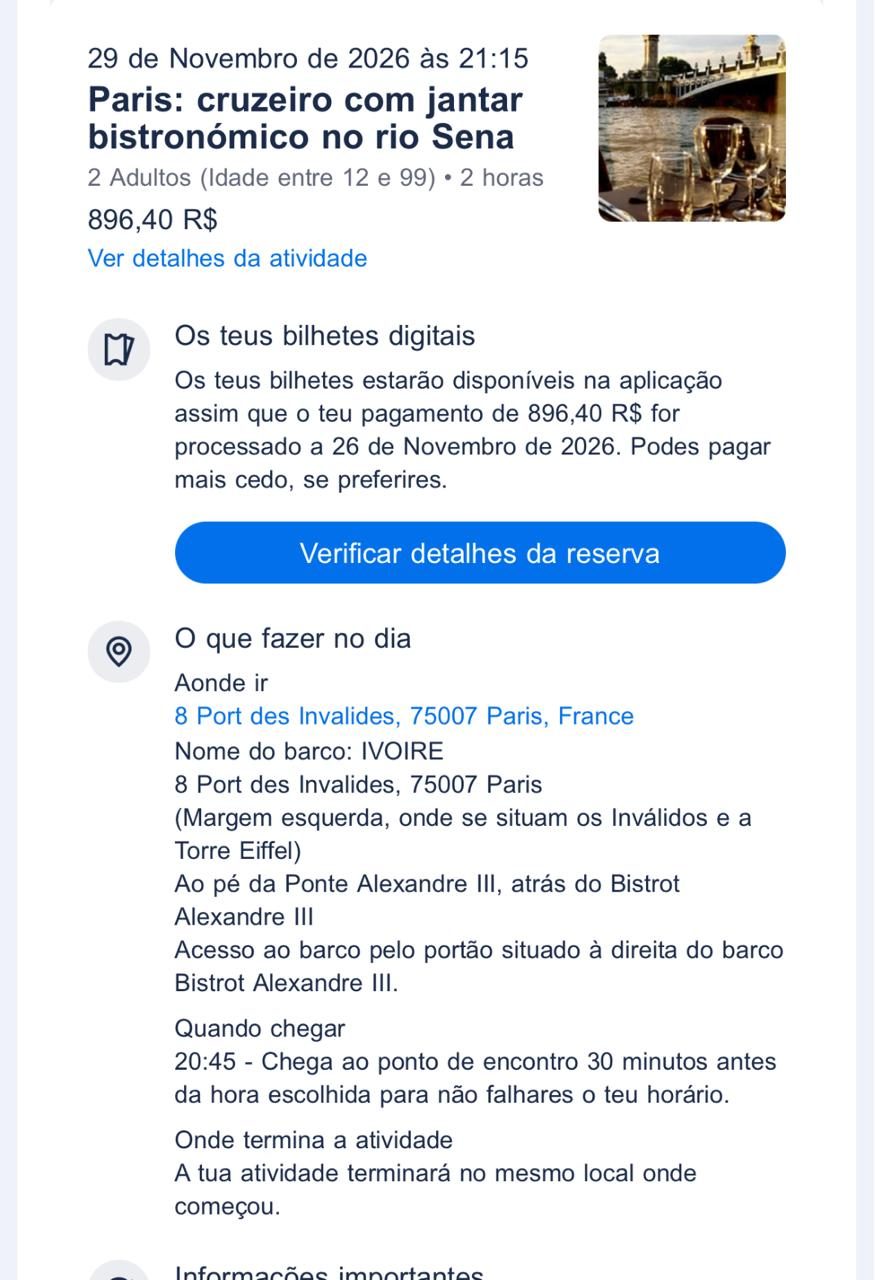 29 de Novembro de 2026 às 21:15
Paris: cruzeiro com jantar
bistronómico no rio Sena
2 Adultos (Idade entre 12 e 99) • 2 horas
896,40 R$
Ver detalhes da atividade
Os teus bilhetes digitais
Os teus bilhetes estarão disponíveis na aplicação
assim que o teu pagamento de 896,40 R$ for
processado a 26 de Novembro de 2026. Podes pagar
mais cedo, se preferires.
Verificar detalhes da reserva
O que fazer no dia
Aonde ir
8 Port des Invalides, 75007 Paris, France
Nome do barco: IVOIRE
8 Port des Invalides, 75007 Paris
(Margem esquerda, onde se situam os Inválidos e a
Torre Eiffel)
Ao pé da Ponte Alexandre III, atrás do Bistrot
Alexandre III
Acesso ao barco pelo portão situado à direita do barco
Bistrot Alexandre III.
Quando chegar
20:45 - Chega ao ponto de encontro 30 minutos antes
da hora escolhida para não falhares o teu horário.
Onde termina a atividade
A tua atividade terminará no mesmo local onde
começou.
Informações importantes